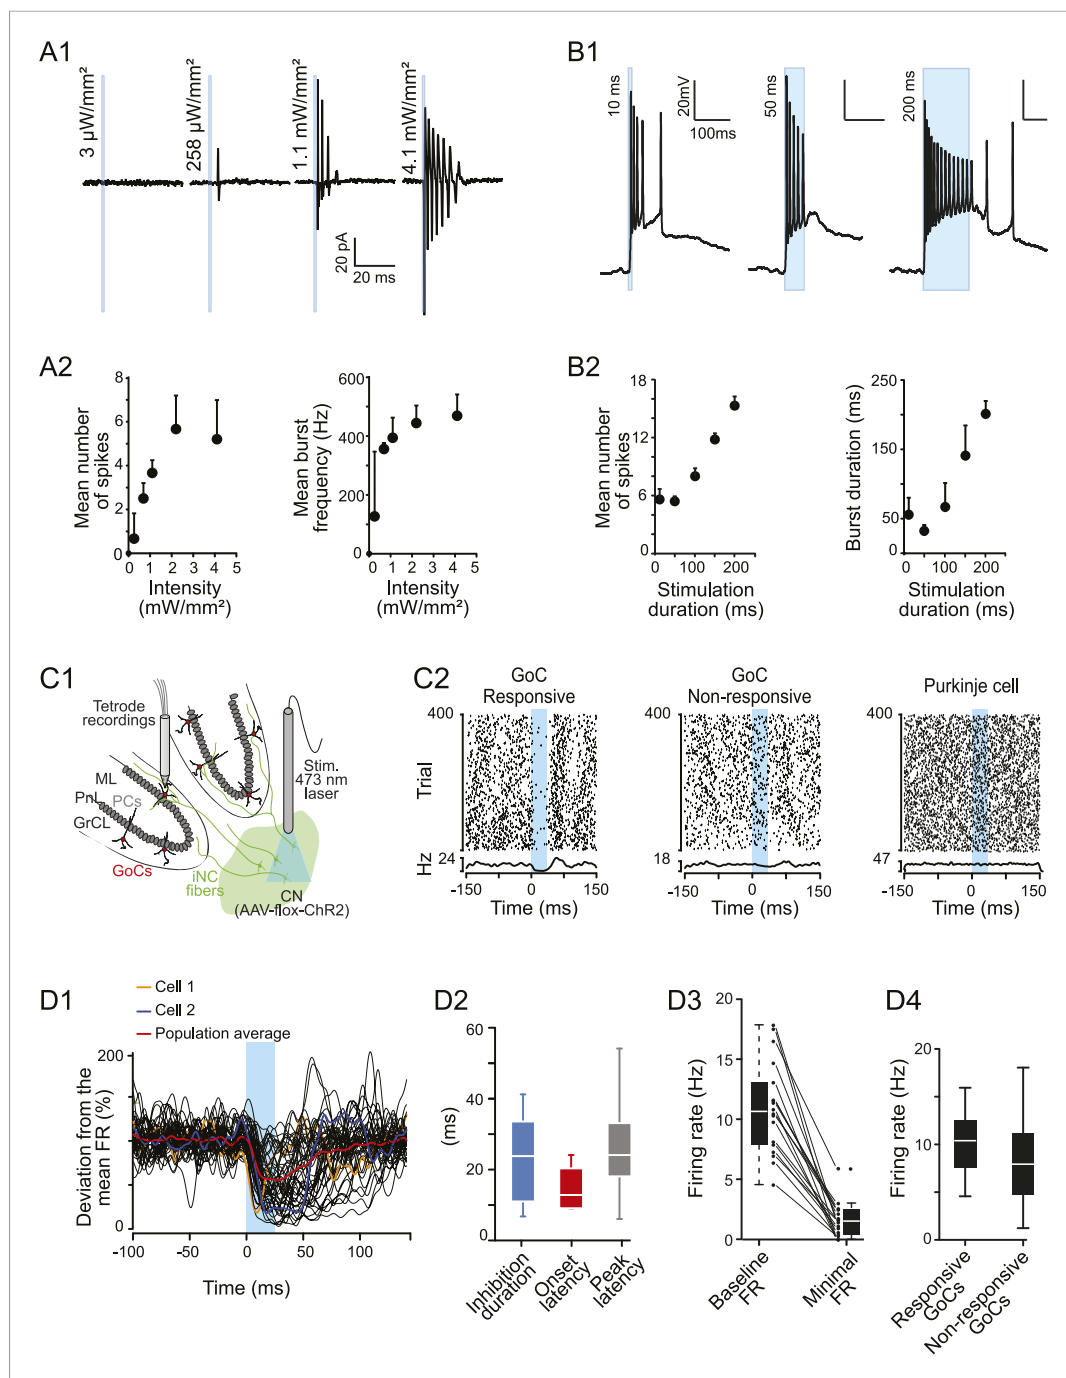 A1
3 µW/mm²
258 µW/mm²
1.1 mW/mm²
4.1 mW/mm²
20 pA
20 ms
B1
10 ms
20mV
100ms
50 ms
200 ms
A2
Mean number
of spikes
8
6
4
2
0
0 1 2 3 4 5
Intensity
(mW/mm²)
Mean burst
frequency (Hz)
600
400
200
0
0 1 2 3 4 5
Intensity
(mW/mm²)
B2
Mean number
of spikes
18
12
6
0
0 100 200
Stimulation
duration (ms)
Burst duration (ms)
250
150
50
0
0 100 200
Stimulation
duration (ms)
C1
Tetrode
recordings
Stim.
473 nm
laser
ML
PCs
GrCL
GoCs
iNC
fibers
CN
(AAV-flox-ChR2)
C2
GoC
Responsive
400
Trial
Hz
24
-150 0 150
Time (ms)
GoC
Non-responsive
400
18
-150 0 150
Time (ms)
Purkinje cell
400
47
-150 0 150
Time (ms)
D1
Cell 1
Cell 2
Population average
Deviation from the
mean FR (%)
200
100
0
-100 -50 0 50 100
Time (ms)
D2
(ms)
60
40
20
0
Inhibition
duration
Onset
latency
Peak
latency
D3
Firing rate (Hz)
20
15
10
5
0
Baseline
FR
Minimal
FR
D4
Firing rate (Hz)
20
10
0
Responsive
GoCs
Non-responsive
GoCs